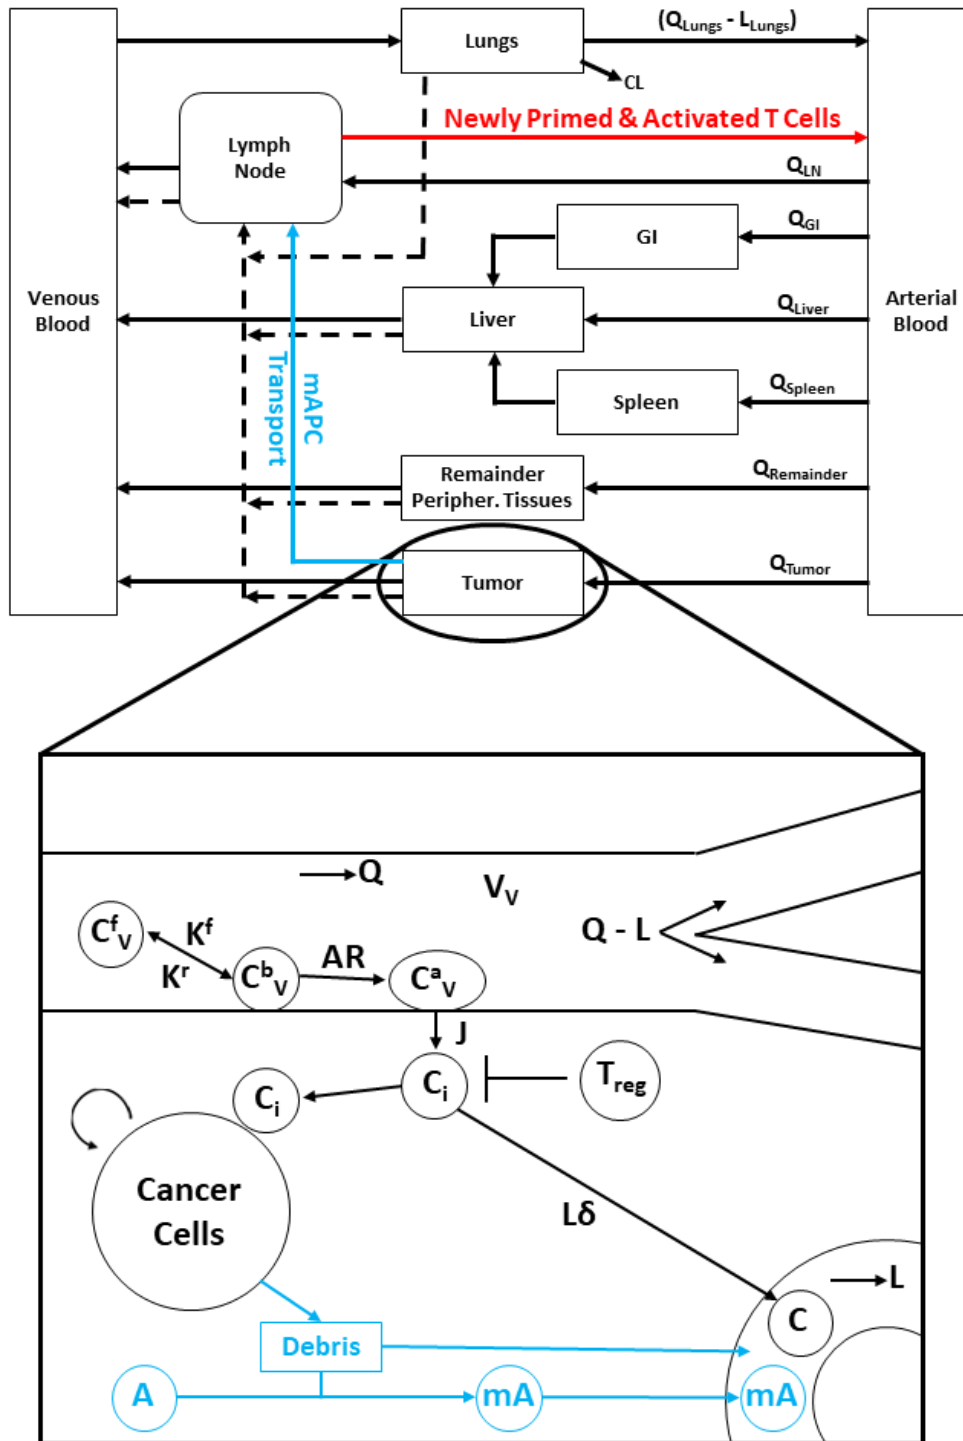 Lungs
(QLungs - LLungs)
CL
Newly Primed & Activated T Cells
Lymph
Node
QLN
QGI
GI
Venous
Blood
Liver
QLiver
Arterial
Blood
mAPC
Transport
Spleen
QSpleen
Remainder
Peripher. Tissues
QRemainder
Tumor
QTumor
Q
VV
CfV
Kf
Kr
CbV
AR
CaV
Q - L
J
Ci
Ci
Treg
Cancer
Cells
Lδ
L
C
Debris
A
mA
mA